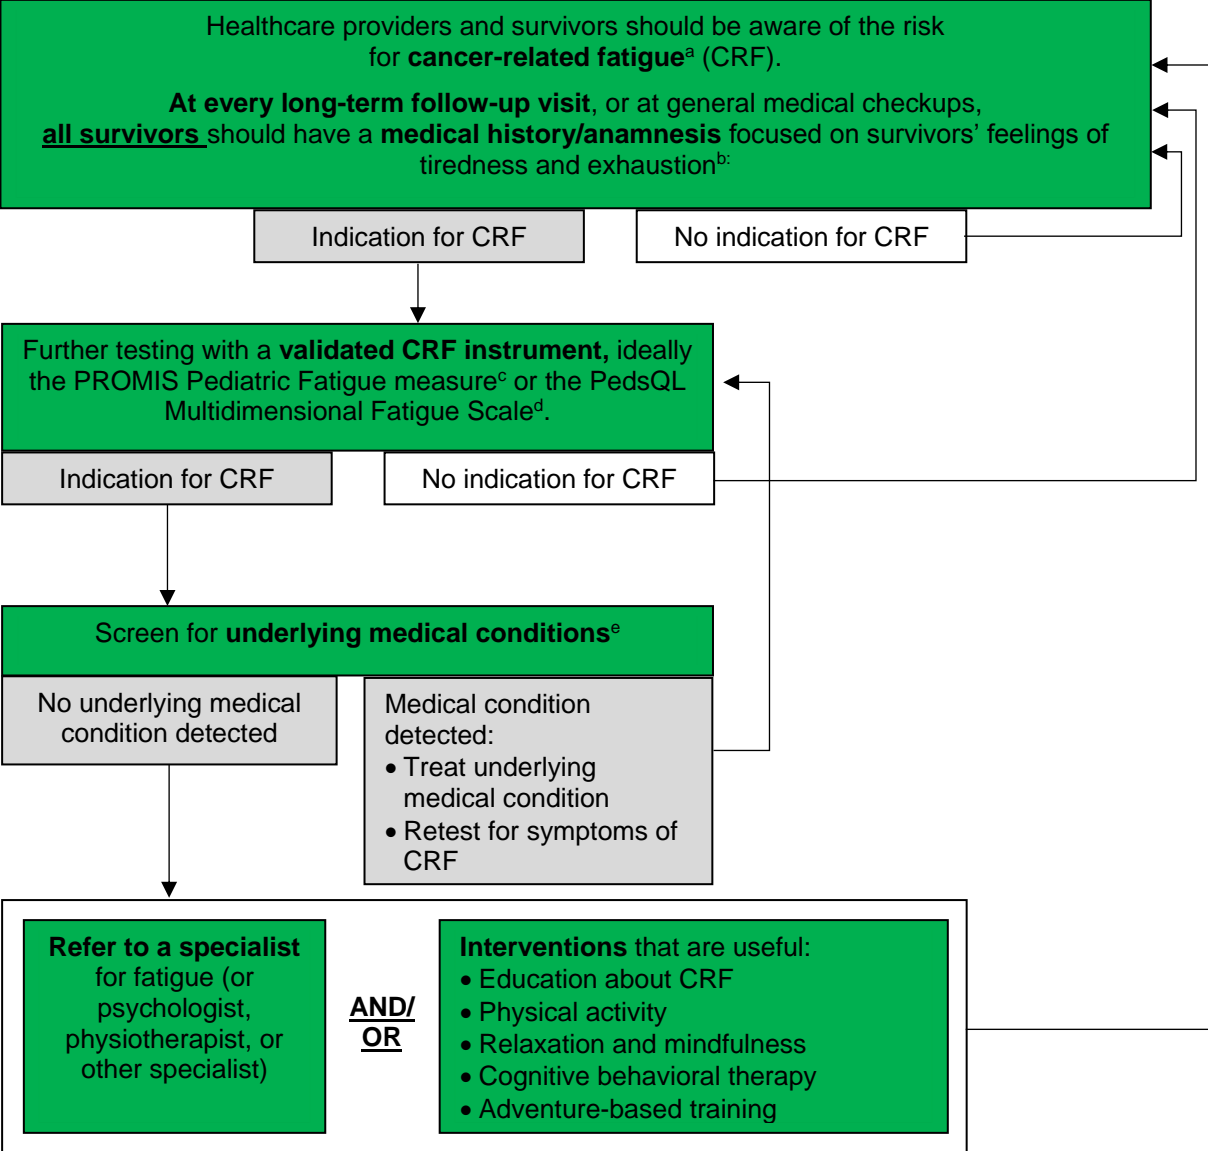 Healthcare providers and survivors should be aware of the risk
for cancer-related fatigueᵃ (CRF).
At every long-term follow-up visit, or at general medical checkups,
all survivors should have a medical history/anamnesis focused on survivors’ feelings of
tiredness and exhaustionᵇ:
Indication for CRF
No indication for CRF
Further testing with a validated CRF instrument, ideally
the PROMIS Pediatric Fatigue measureᶜ or the PedsQL
Multidimensional Fatigue Scaleᵈ.
Indication for CRF
No indication for CRF
Screen for underlying medical conditionsᵉ
No underlying medical
condition detected
Medical condition
detected:
• Treat underlying
medical condition
• Retest for symptoms of
CRF
Refer to a specialist
for fatigue (or
psychologist,
physiotherapist, or
other specialist)
AND/
OR
Interventions that are useful:
• Education about CRF
• Physical activity
• Relaxation and mindfulness
• Cognitive behavioral therapy
• Adventure-based training